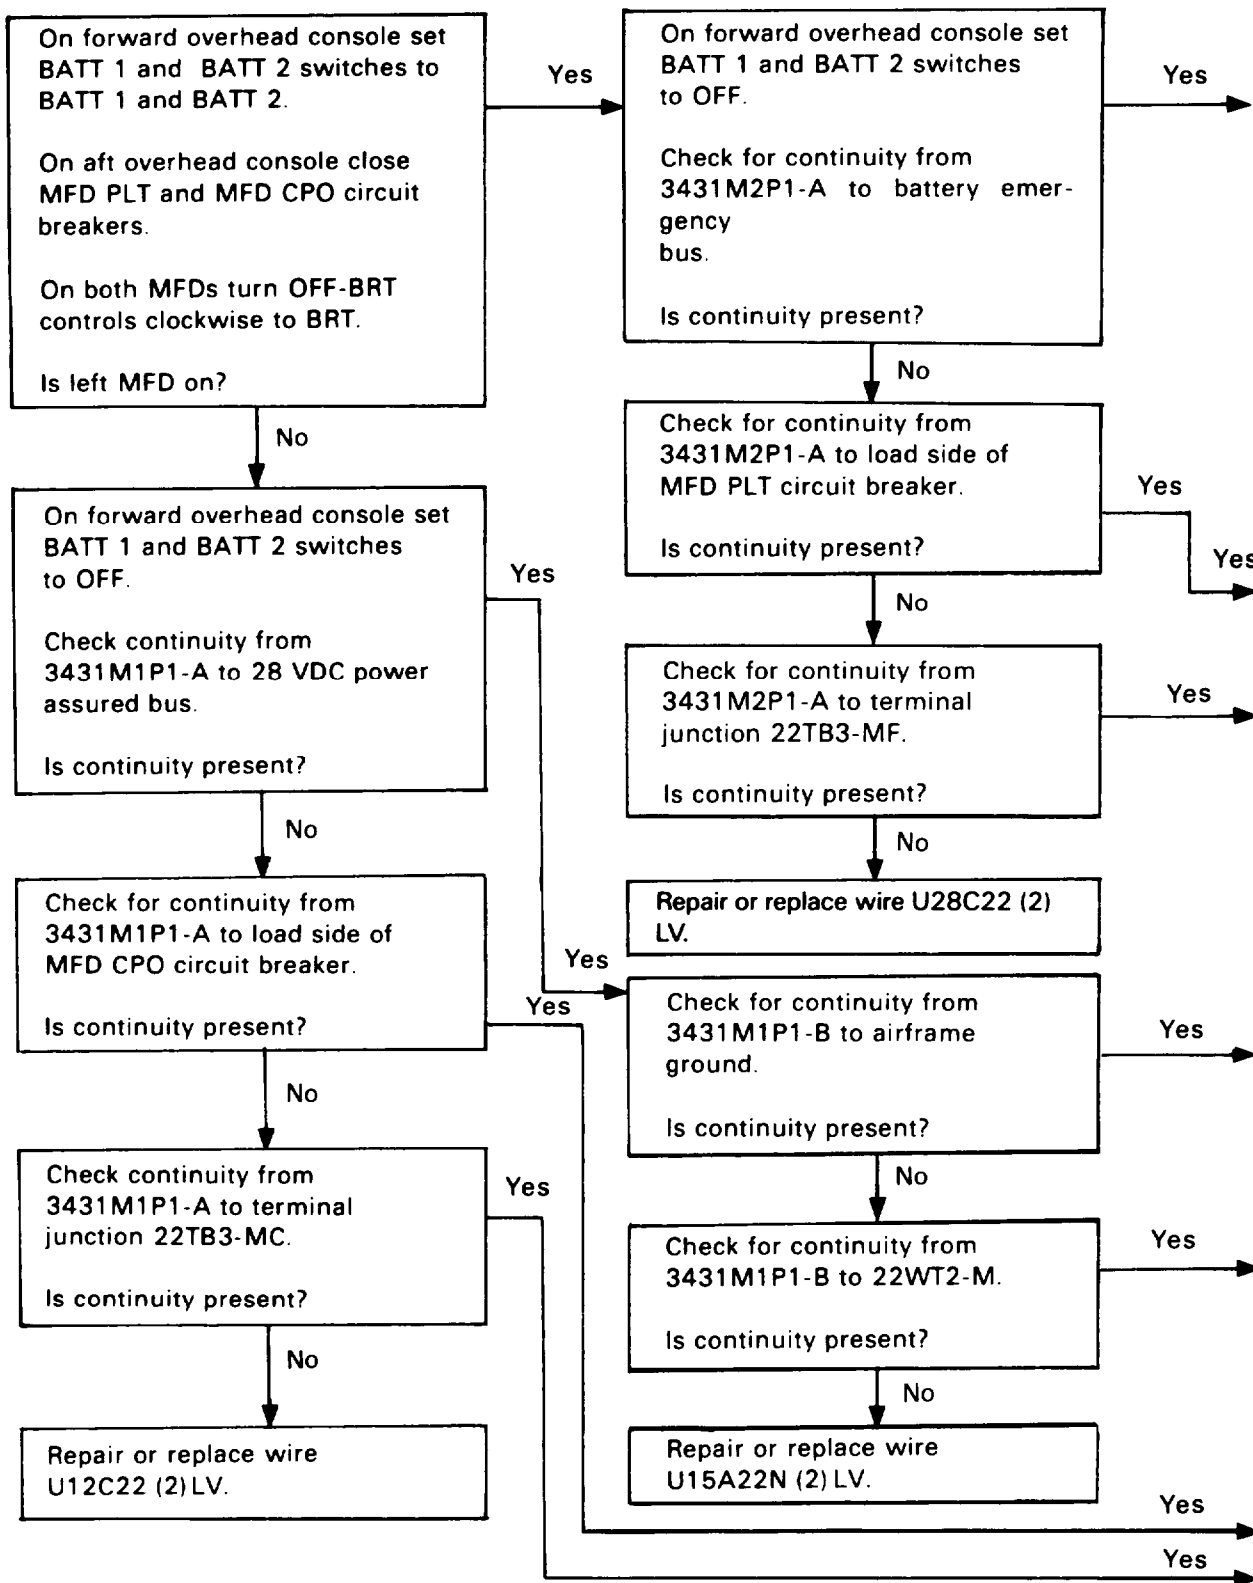 On forward overhead console set
BATT 1 and BATT 2 switches to
BATT 1 and BATT 2.
On aft overhead console close
MFD PLT and MFD CPO circuit
breakers.
On both MFDs turn OFF-BRT
controls clockwise to BRT.
Is left MFD on?
Yes
No
On forward overhead console set
BATT 1 and BATT 2 switches
to OFF.
Check continuity from
3431M1P1-A to 28 VDC power
assured bus.
Is continuity present?
Yes
No
Check for continuity from
3431M1P1-A to load side of
MFD CPO circuit breaker.
Is continuity present?
Yes
No
Check continuity from
3431M1P1-A to terminal
junction 22TB3-MC.
Is continuity present?
Yes
No
Repair or replace wire
U12C22 (2) LV.
On forward overhead console set
BATT 1 and BATT 2 switches
to OFF.
Check for continuity from
3431M2P1-A to battery emer-
gency
bus.
Is continuity present?
Yes
No
Check for continuity from
3431M2P1-A to load side of
MFD PLT circuit breaker.
Is continuity present?
Yes
Yes
No
Check for continuity from
3431M2P1-A to terminal
junction 22TB3-MF.
Is continuity present?
Yes
No
Repair or replace wire U28C22 (2)
LV.
Yes
Check for continuity from
3431M1P1-B to airframe
ground.
Is continuity present?
Yes
No
Check for continuity from
3431M1P1-B to 22WT2-M.
Is continuity present?
Yes
No
Repair or replace wire
U15A22N (2) LV.
Yes
Yes